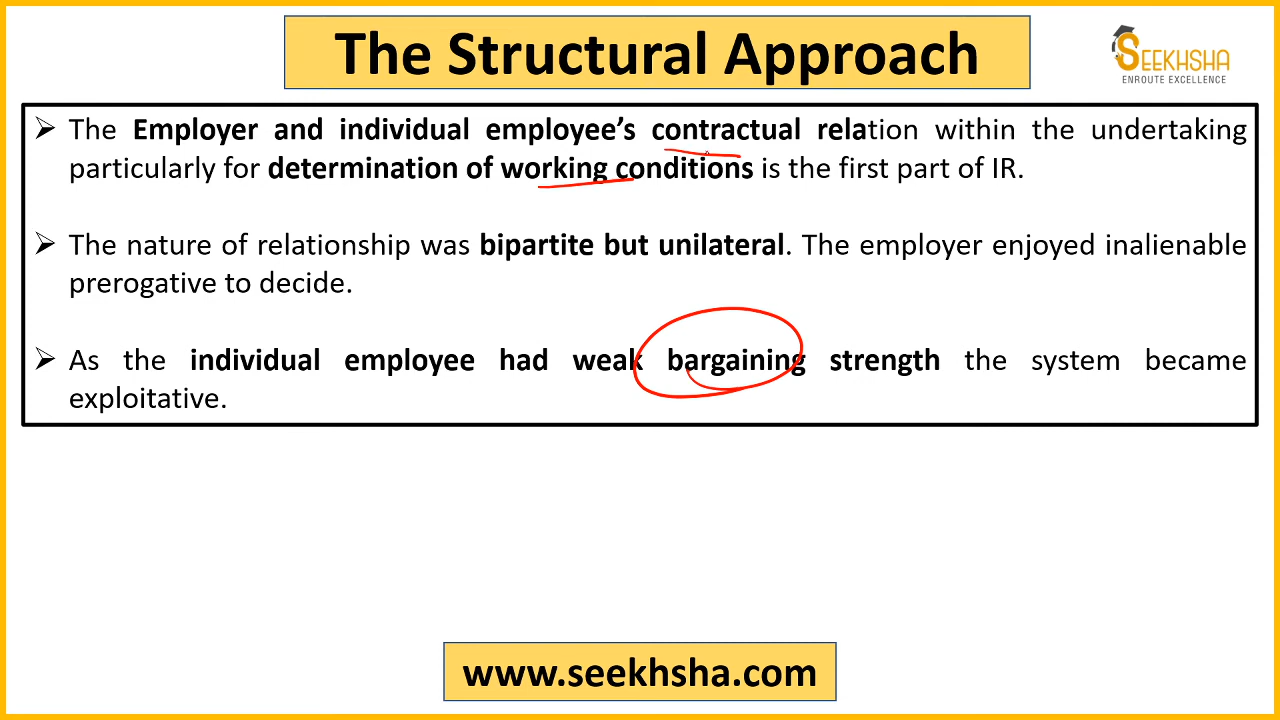 The Structural Approach
SEEKHSHA
ENROUTE EXCELLENCE
➢ The Employer and individual employee’s contractual relation within the undertaking
particularly for determination of working conditions is the first part of IR.
➢ The nature of relationship was bipartite but unilateral. The employer enjoyed inalienable
prerogative to decide.
➢ As the individual employee had weak bargaining strength the system became
exploitative.
www.seekhsha.com